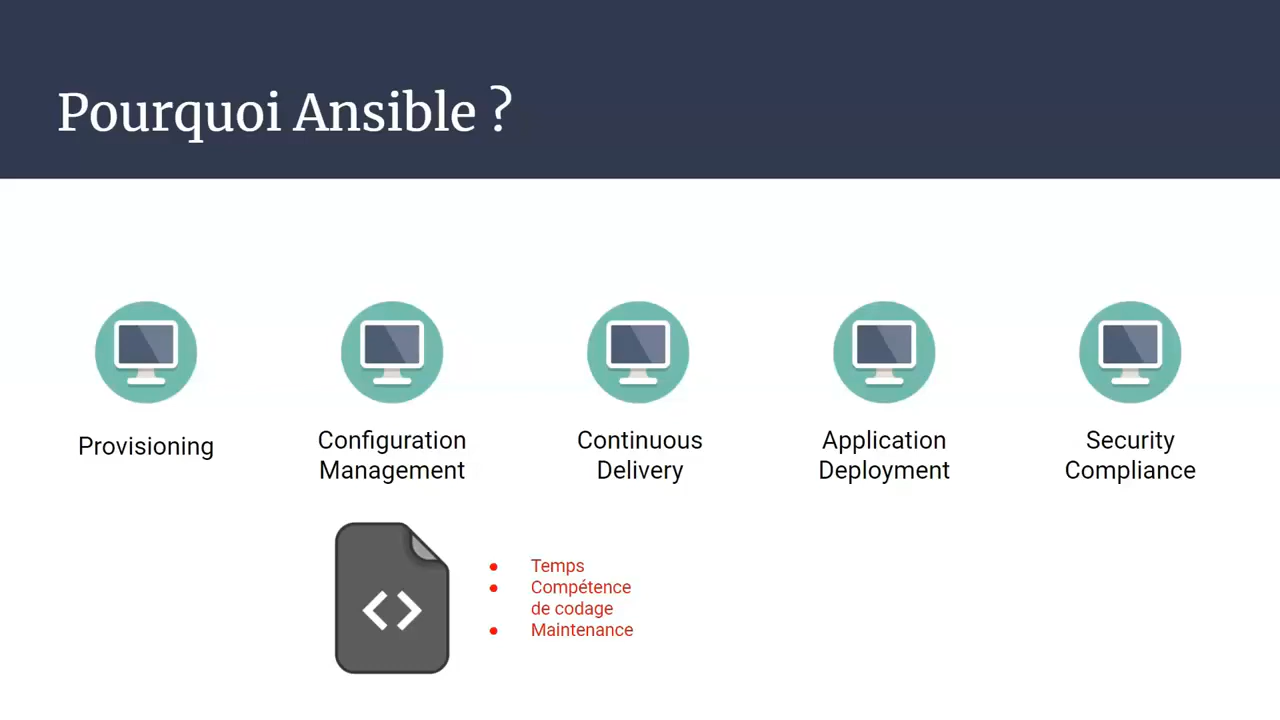 Pourquoi Ansible ?
Provisioning
Configuration
Management
Continuous
Delivery
Application
Deployment
Security
Compliance
● Temps
● Compétence
de codage
● Maintenance